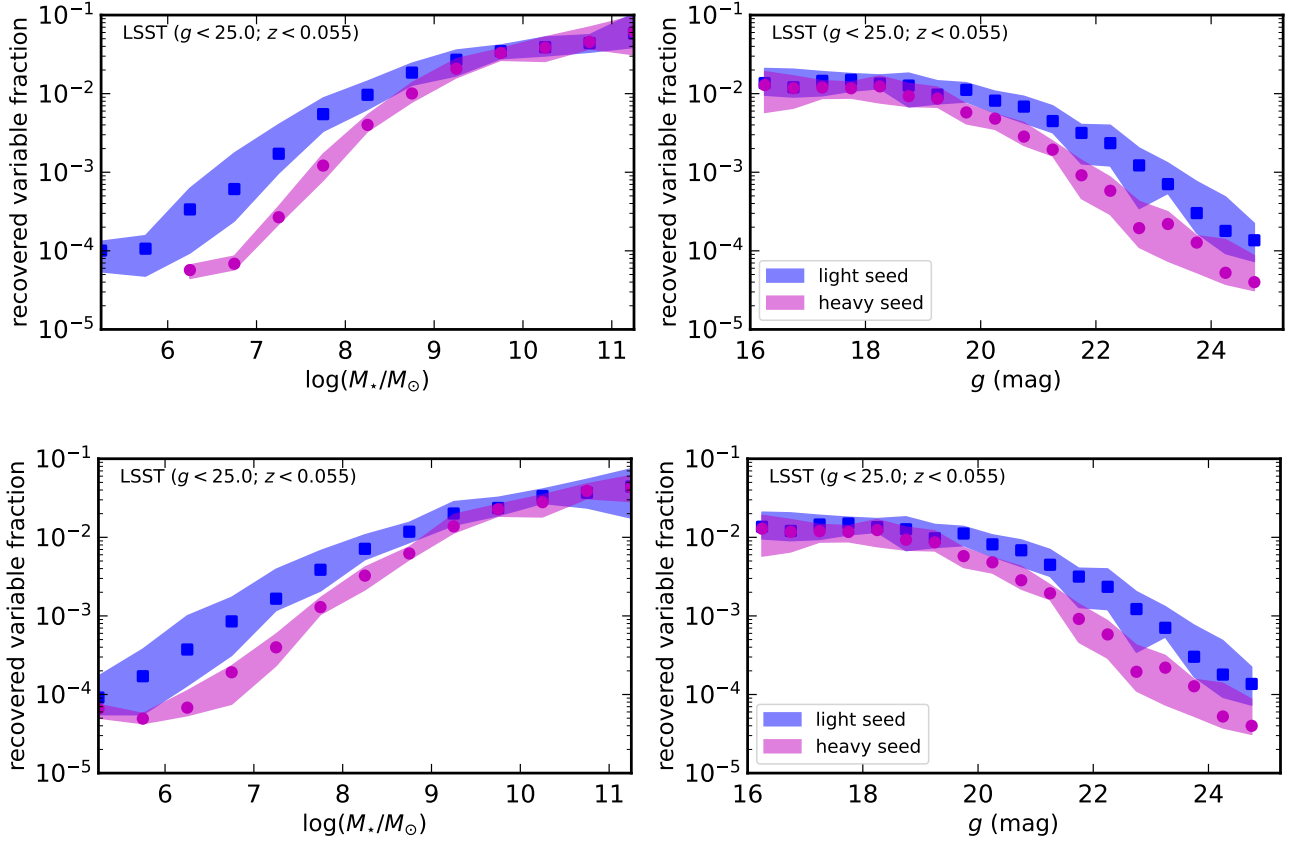 LSST (g < 25.0; z < 0.055)
recovered variable fraction
10⁻¹
10⁻²
10⁻³
10⁻⁴
10⁻⁵
6 7 8 9 10 11
log(M⋆/M⊙)
LSST (g < 25.0; z < 0.055)
recovered variable fraction
10⁻¹
10⁻²
10⁻³
10⁻⁴
10⁻⁵
light seed
heavy seed
16 18 20 22 24
g (mag)
LSST (g < 25.0; z < 0.055)
recovered variable fraction
10⁻¹
10⁻²
10⁻³
10⁻⁴
10⁻⁵
6 7 8 9 10 11
log(M⋆/M⊙)
LSST (g < 25.0; z < 0.055)
recovered variable fraction
10⁻¹
10⁻²
10⁻³
10⁻⁴
10⁻⁵
light seed
heavy seed
16 18 20 22 24
g (mag)